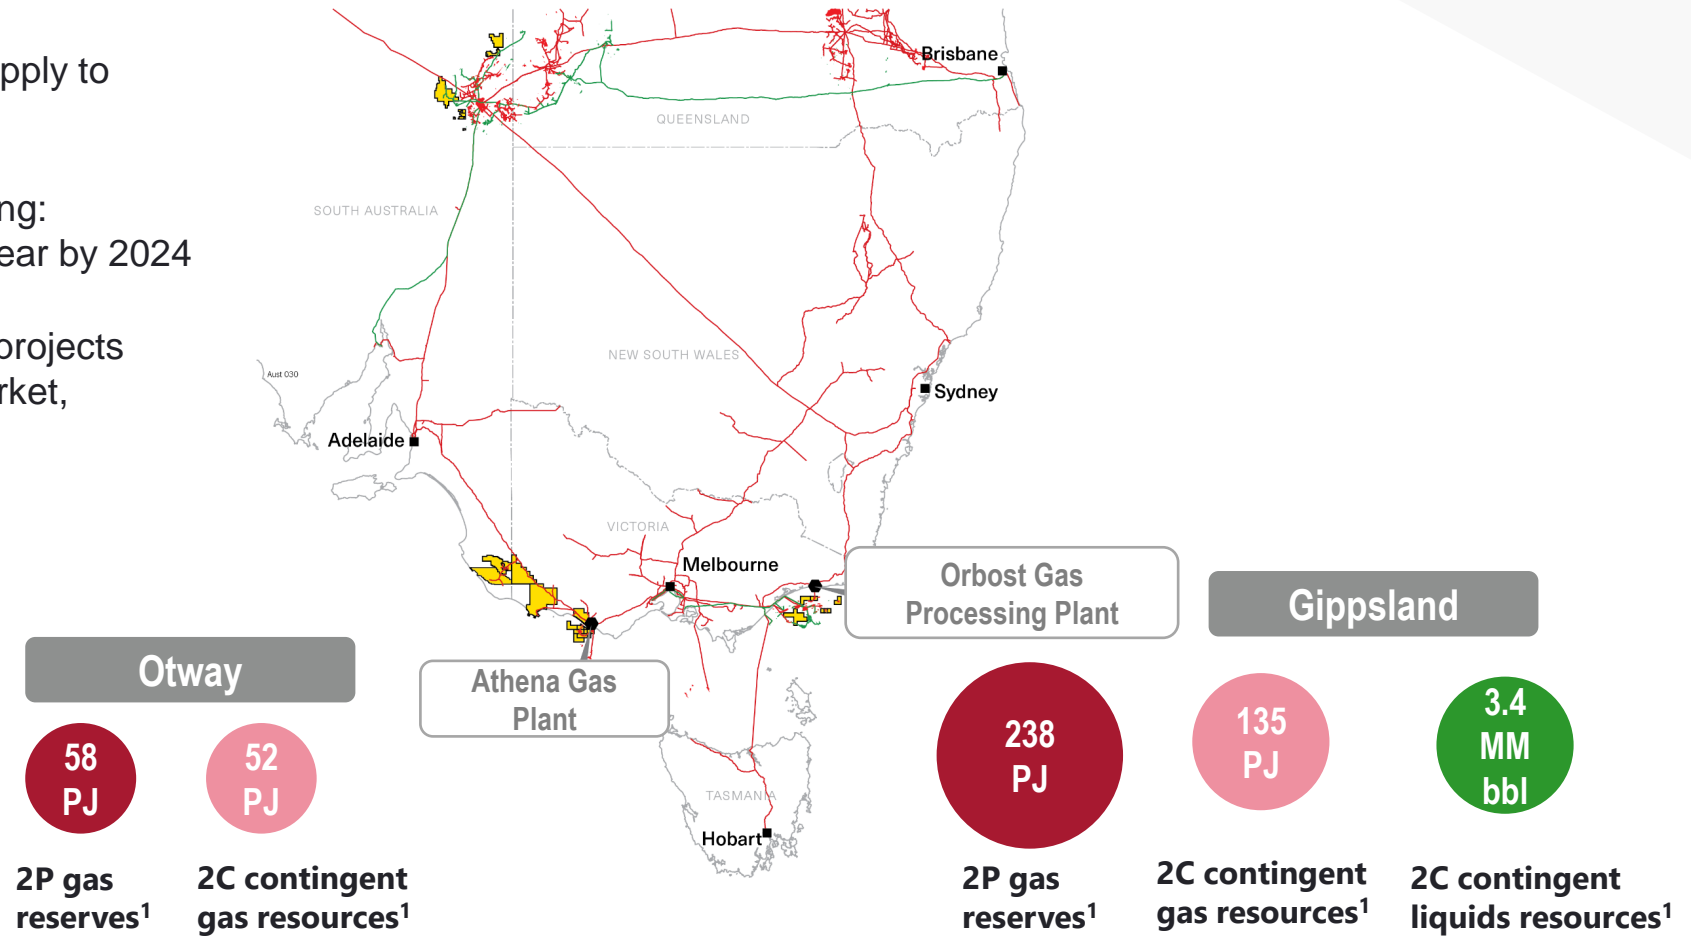 pply to
ng:
ear by 2024
projects
rket,
Brisbane
QUEENSLAND
SOUTH AUSTRALIA
NEW SOUTH WALES
Aust 030
Sydney
Adelaide
VICTORIA
Melbourne
Orbost Gas
Processing Plant
Gippsland
Otway
Athena Gas
Plant
58
PJ
52
PJ
238
PJ
135
PJ
3.4
MM
bbl
TASMANIA
Hobart
2P gas
reserves¹
2C contingent
gas resources¹
2P gas
reserves¹
2C contingent
gas resources¹
2C contingent
liquids resources¹